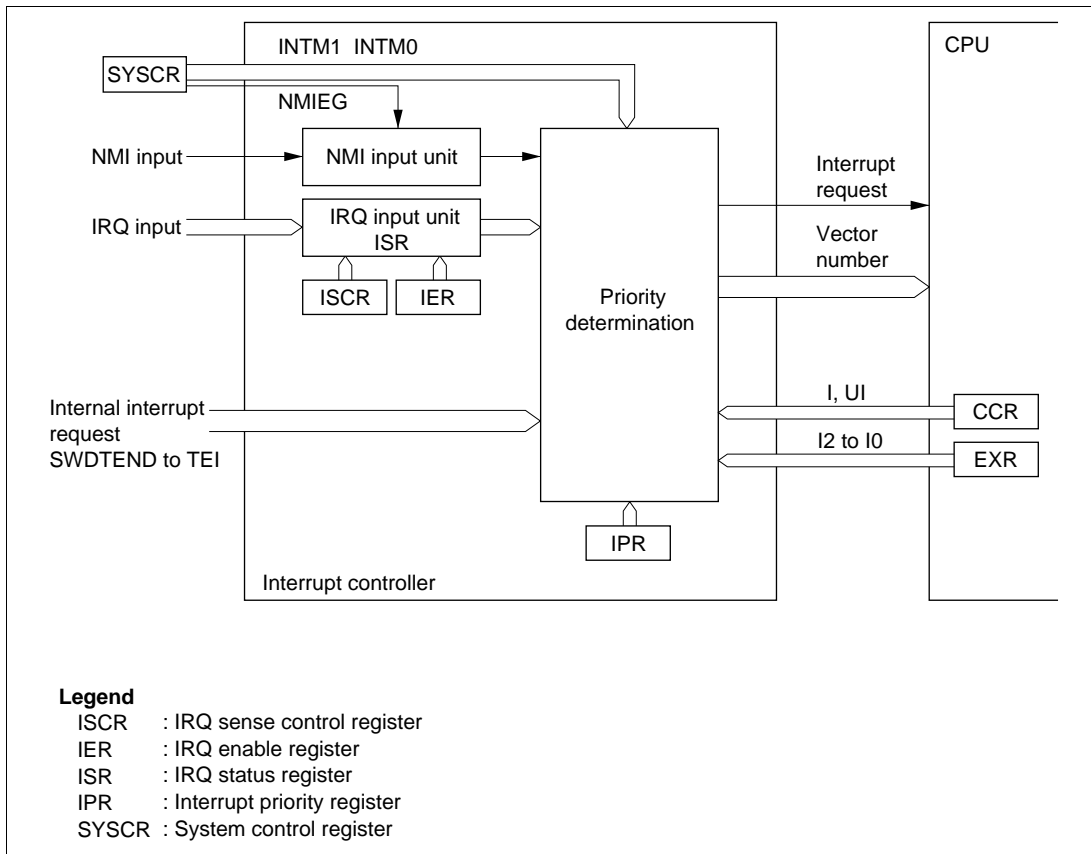 INTM1 INTM0
CPU
SYSCR
NMIEG
NMI input
NMI input unit
Interrupt
request
IRQ input
IRQ input unit
ISR
Vector
number
ISCR
IER
Priority
determination
I, UI
CCR
Internal interrupt
request
SWDTEND to TEI
I2 to I0
EXR
IPR
Interrupt controller
Legend
ISCR : IRQ sense control register
IER : IRQ enable register
ISR : IRQ status register
IPR : Interrupt priority register
SYSCR : System control register